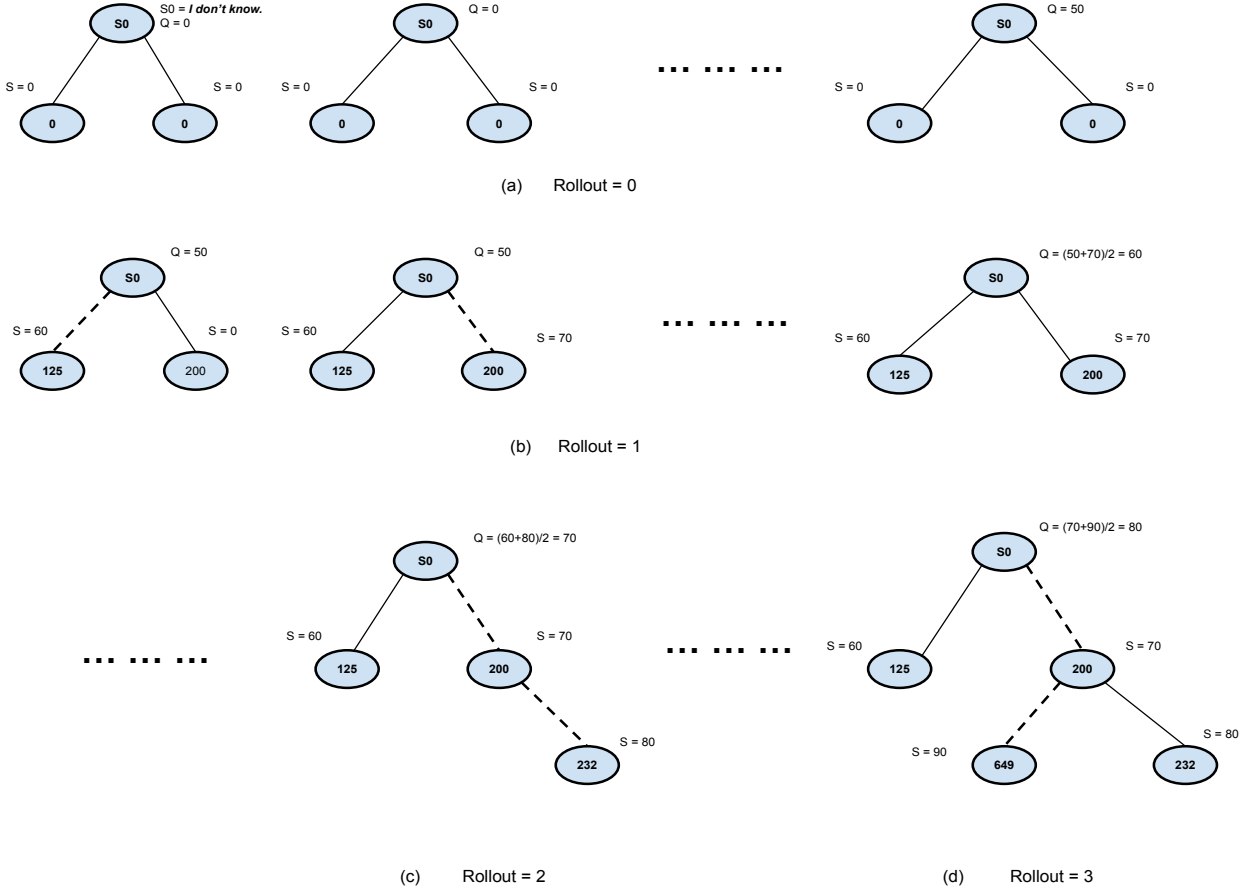 S0 = I don't know.
Q = 0
S0
S = 0
S = 0
0
0
Q = 0
S0
S = 0
S = 0
0
0
... ... ...
Q = 50
S0
S = 0
S = 0
0
0
(a) Rollout = 0
Q = 50
S0
S = 60
S = 0
125
200
Q = 50
S0
S = 60
S = 70
125
200
... ... ...
Q = (50+70)/2 = 60
S0
S = 60
S = 70
125
200
(b) Rollout = 1
... ... ...
Q = (60+80)/2 = 70
S0
S = 60
S = 70
125
200
S = 80
232
(c) Rollout = 2
... ... ...
Q = (70+90)/2 = 80
S0
S = 60
S = 70
125
200
S = 90
S = 80
649
232
(d) Rollout = 3